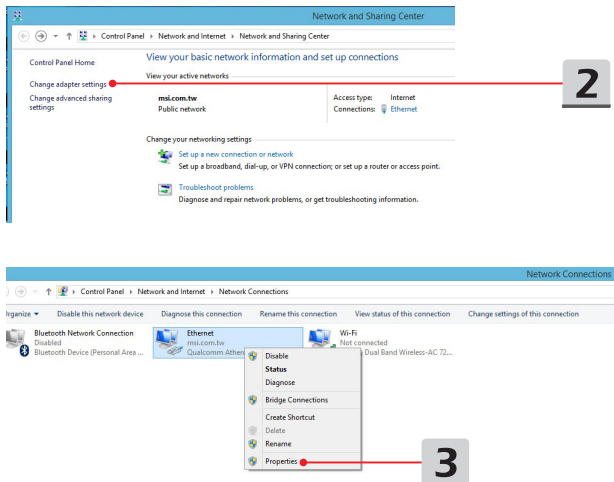 Network and Sharing Center
Control Panel Network and Internet Network and Sharing Center
Control Panel Home
Change adapter settings
Change advanced sharing
settings
View your basic network information and set up connections
View your active networks
msi.com.tw
Public network
Access type: Internet
Connections: Ethernet
Change your networking settings
Set up a new connection or network
Set up a broadband, dial-up, or VPN connection; or set up a router or access point.
Troubleshoot problems
Diagnose and repair network problems, or get troubleshooting information.
2
Network Connections
Control Panel Network and Internet Network Connections
rganize Disable this network device Diagnose this connection Rename this connection View status of this connection Change settings of this connection
Bluetooth Network Connection
Disabled
Bluetooth Device (Personal Area ...
Ethernet
msi.com.tw
Qualcomm Ather
Wi-Fi
Not connected
Dual Band Wireless-AC 72...
Disable
Status
Diagnose
Bridge Connections
Create Shortcut
Delete
Rename
Properties
3